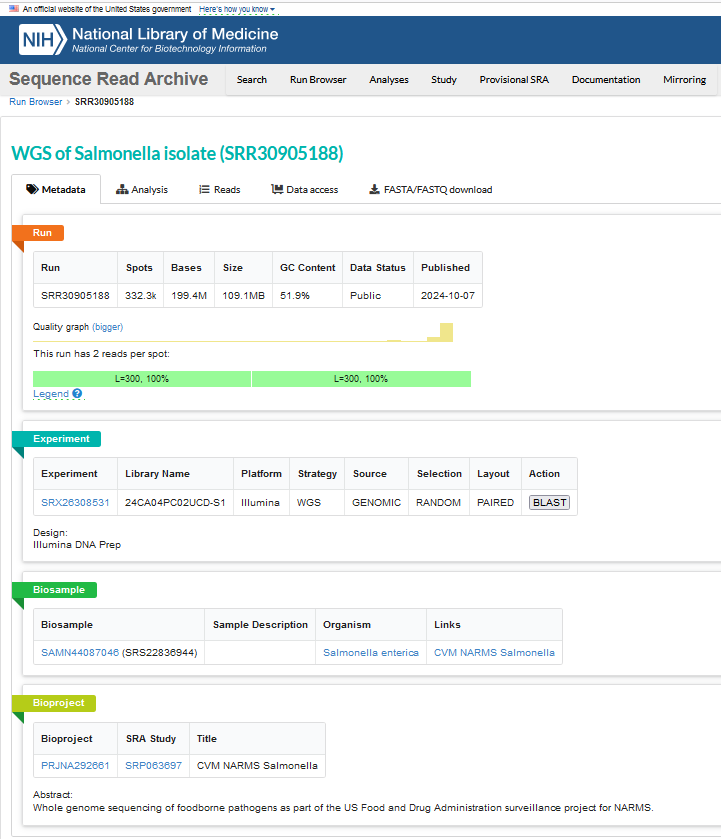 An official website of the United States government Here's how you know
NIH National Library of Medicine
National Center for Biotechnology Information
Sequence Read Archive Search Run Browser Analyses Study Provisional SRA Documentation Mirroring
Run Browser > SRR30905188
WGS of Salmonella isolate (SRR30905188)
Metadata Analysis Reads Data access FASTA/FASTQ download
Run
Run Spots Bases Size GC Content Data Status Published
SRR30905188 332.3k 199.4M 109.1MB 51.9% Public 2024-10-07
Quality graph (bigger)
This run has 2 reads per spot:
L=300, 100% L=300, 100%
Legend ?
Experiment
Experiment Library Name Platform Strategy Source Selection Layout Action
SRX26308531 24CA04PC02UCD-S1 Illumina WGS GENOMIC RANDOM PAIRED BLAST
Design:
Illumina DNA Prep
Biosample
Biosample Sample Description Organism Links
SAMN44087046 (SRS22836944) Salmonella enterica CVM NARMS Salmonella
Bioproject
Bioproject SRA Study Title
PRJNA292661 SRP063697 CVM NARMS Salmonella
Abstract:
Whole genome sequencing of foodborne pathogens as part of the US Food and Drug Administration surveillance project for NARMS.